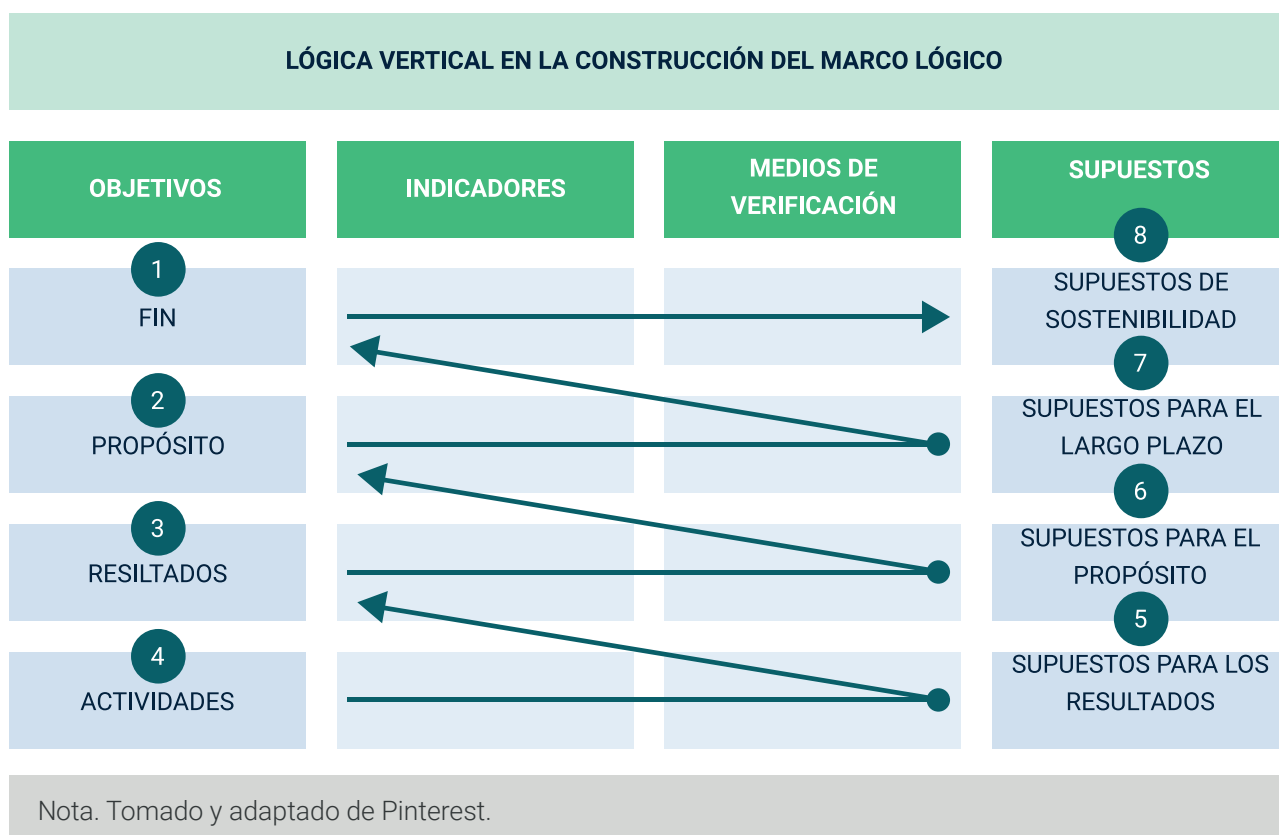 LÓGICA VERTICAL EN LA CONSTRUCCIÓN DEL MARCO LÓGICO
OBJETIVOS
INDICADORES
MEDIOS DE
VERIFICACIÓN
SUPUESTOS
1
FIN
8
SUPUESTOS DE
SOSTENIBILIDAD
2
PROPÓSITO
7
SUPUESTOS PARA EL
LARGO PLAZO
3
RESILTADOS
6
SUPUESTOS PARA EL
PROPÓSITO
4
ACTIVIDADES
5
SUPUESTOS PARA LOS
RESULTADOS
Nota. Tomado y adaptado de Pinterest.